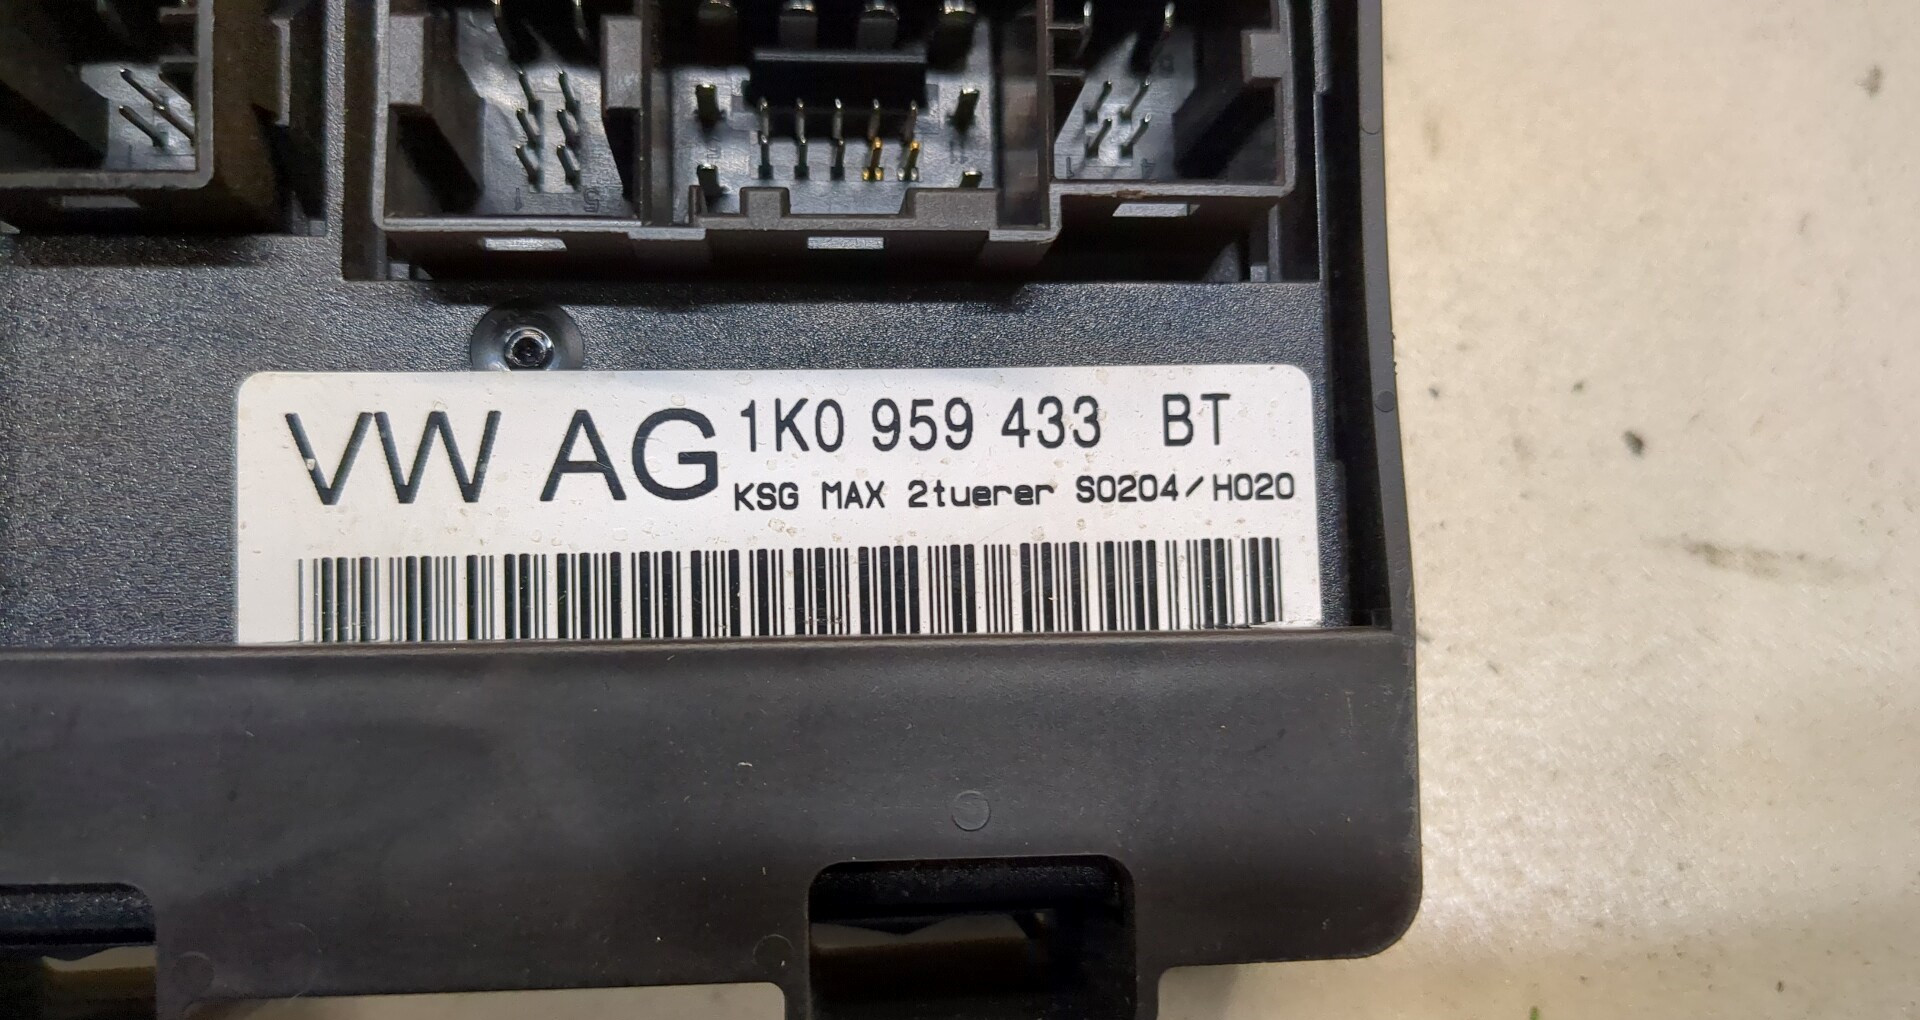 VW AG 1K0 959 433 BT
KSG MAX 2tuerer S0204/H020